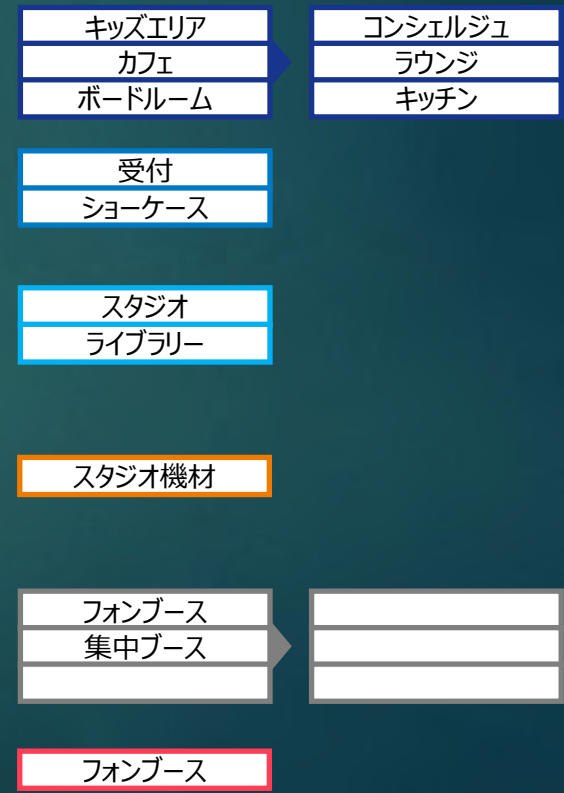 キッズエリア
カフェ
ボードルーム
コンシェルジュ
ラウンジ
キッチン
受付
ショーケース
スタジオ
ライブラリー
スタジオ機材
フォンブース
集中ブース
フォンブース